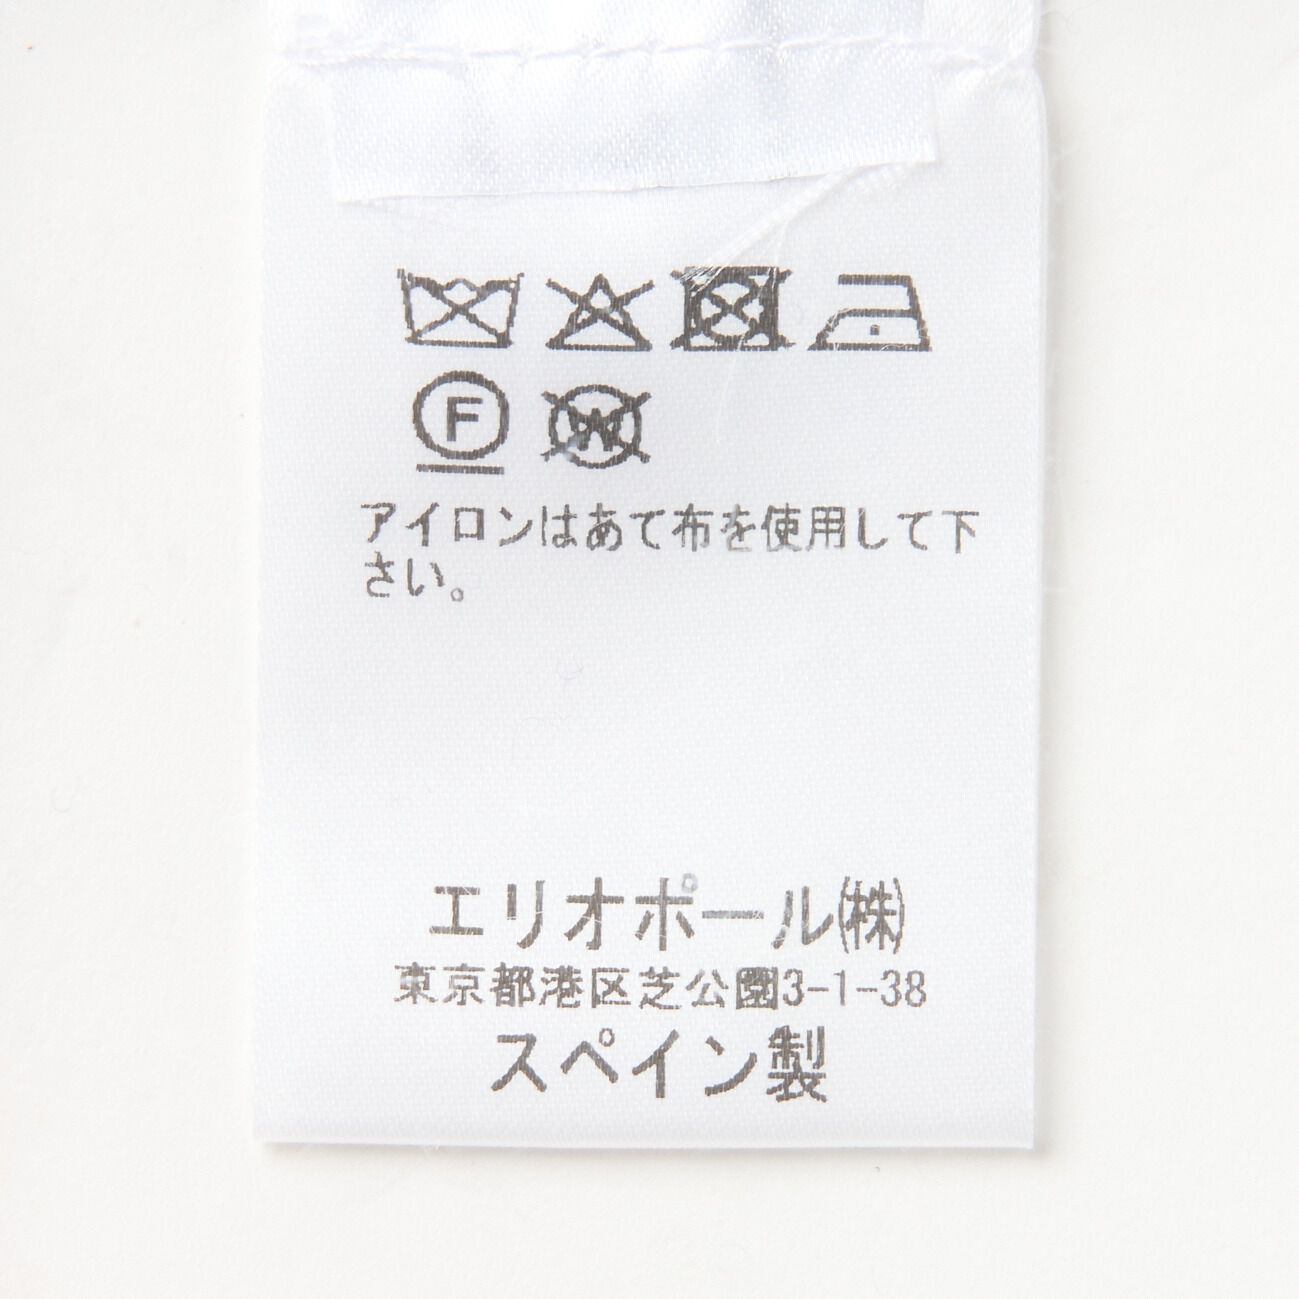 F W
アイロンはあて布を使用して下
さい。
エリオポール㈱
東京都港区芝公園3-1-38
スペイン製